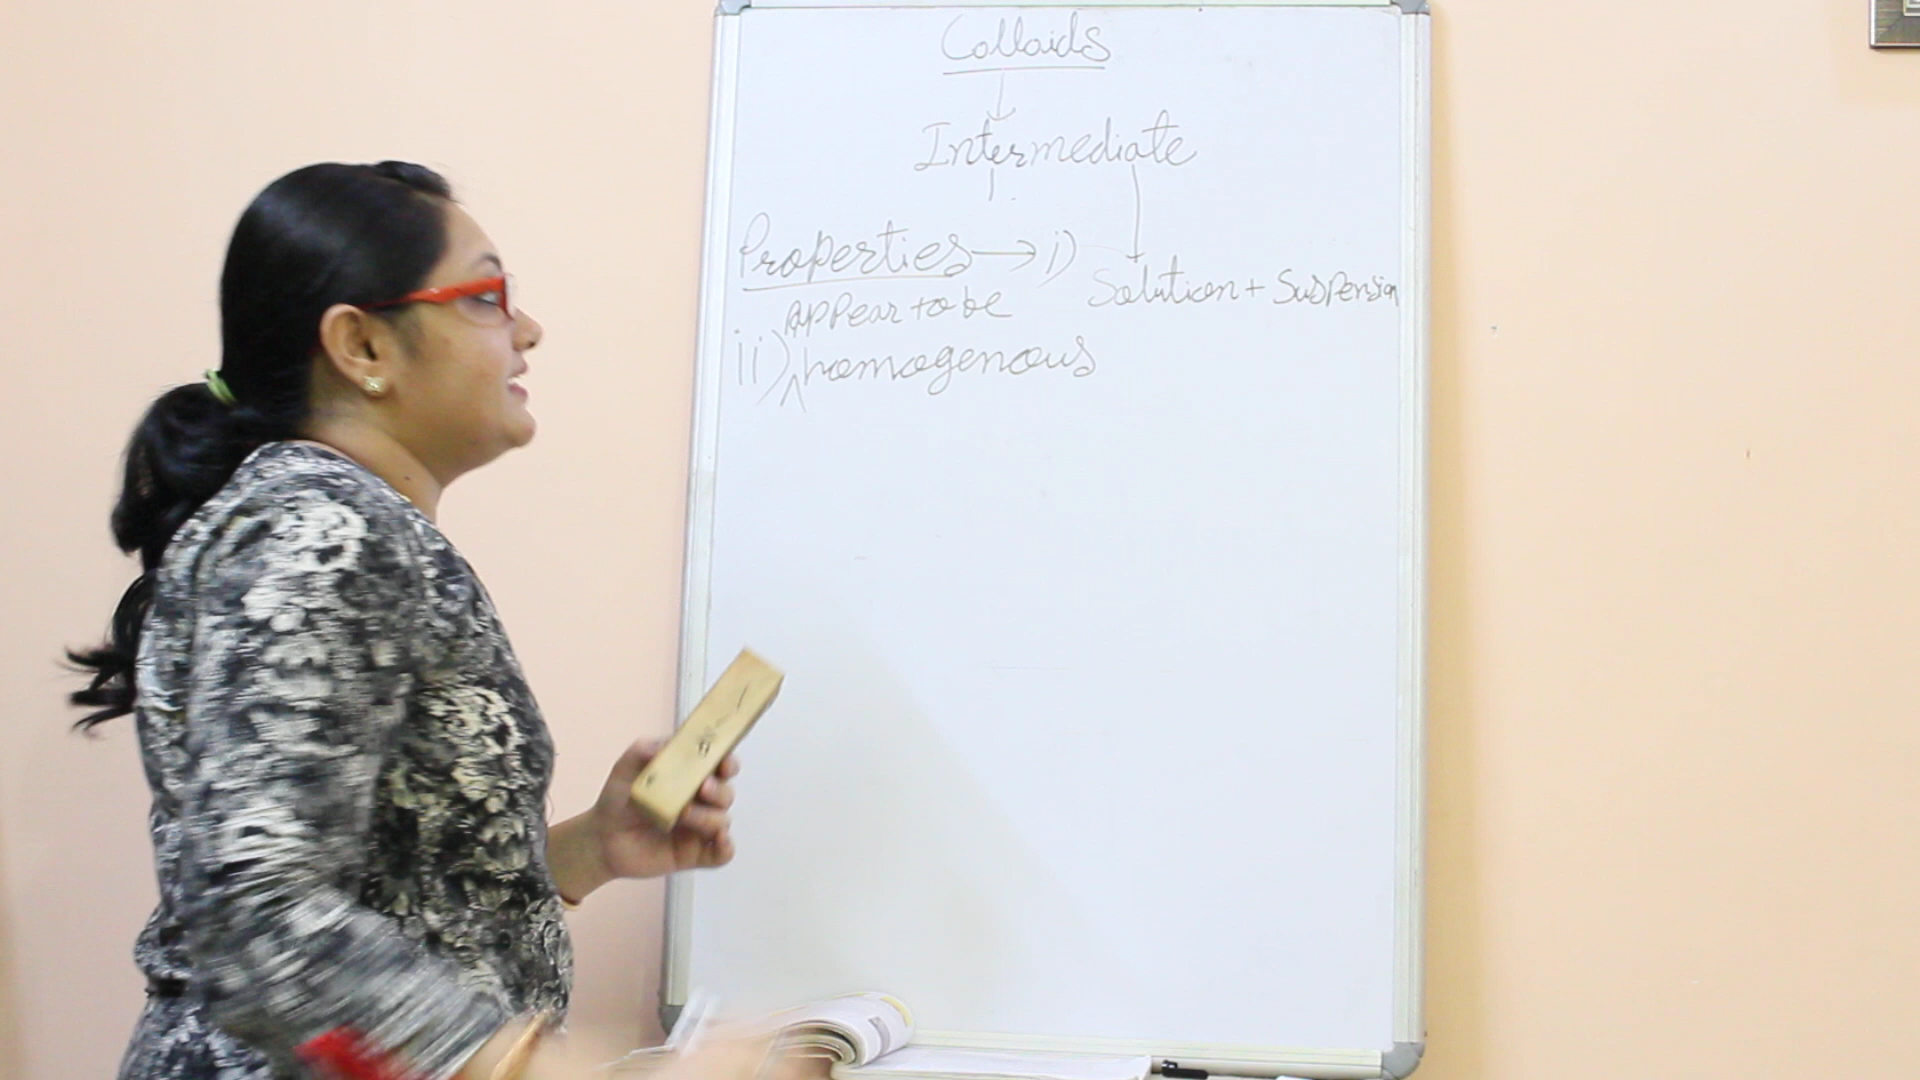 Colloids
Intermediate
Properties → i)
Solution + Suspension
Appear to be
ii) ^ homogenous